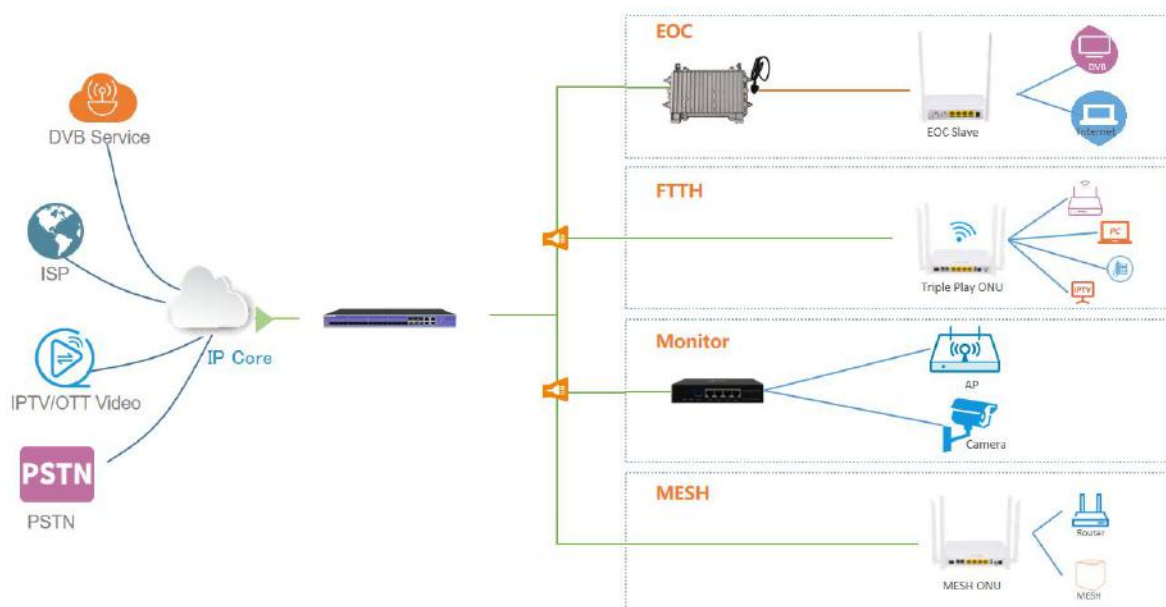 DVB Service
ISP
IP Core
IPTV/OTT Video
PSTN
PSTN
EOC
EOC Slave
DVB
Internet
FTTH
Triple Play ONU
PC
IPTV
Monitor
AP
Camera
MESH
MESH ONU
Router
MESH